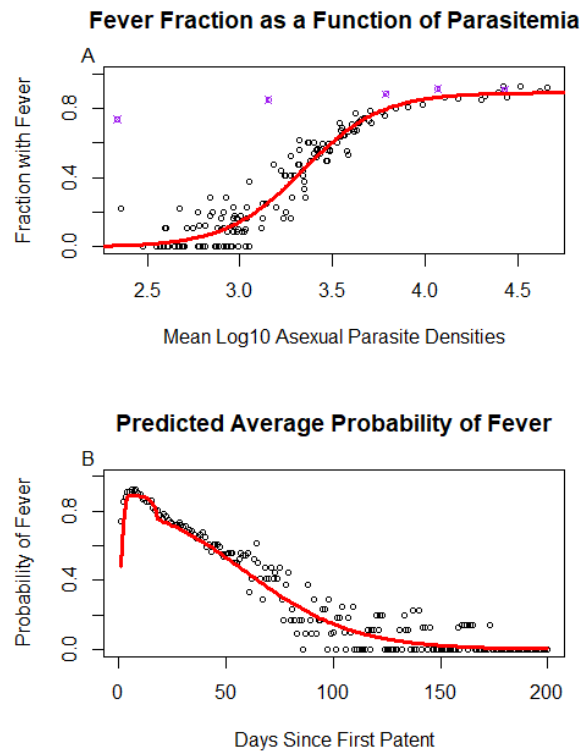 Fever Fraction as a Function of Parasitemia
A
Fraction with Fever
0.0 0.4 0.8
2.5 3.0 3.5 4.0 4.5
Mean Log10 Asexual Parasite Densities
Predicted Average Probability of Fever
B
Probability of Fever
0.0 0.4 0.8
0 50 100 150 200
Days Since First Patent